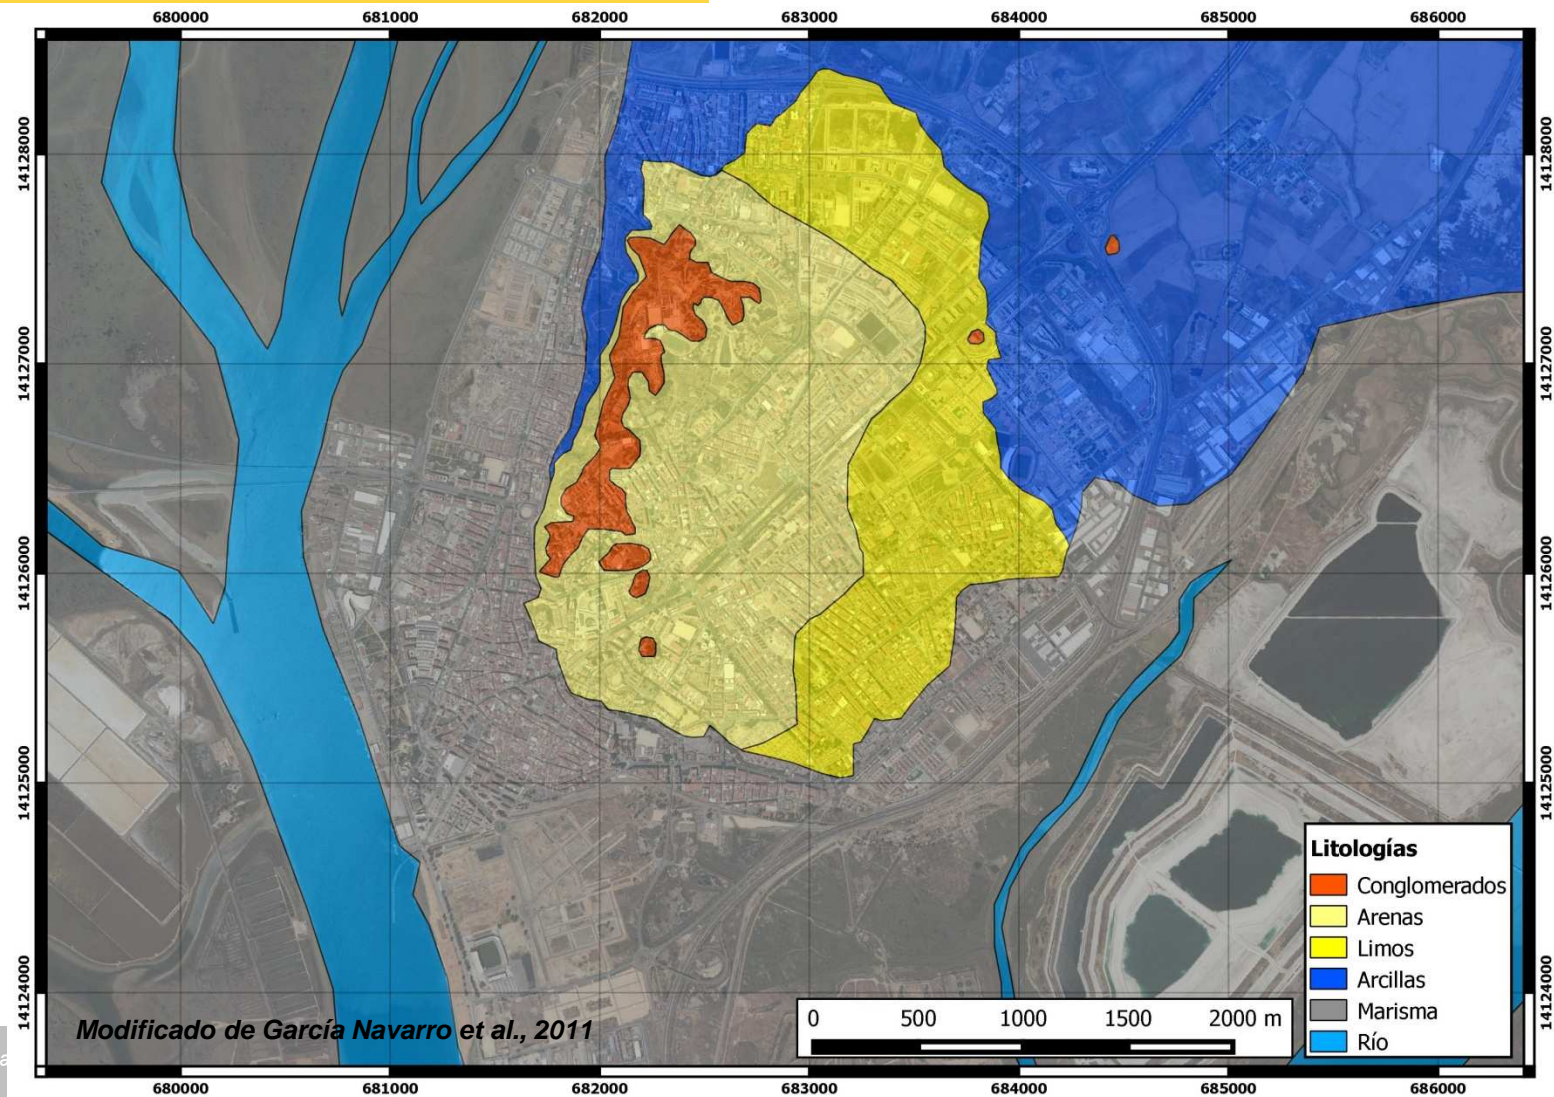 680000 681000 682000 683000 684000 685000 686000
14128000 14128000
14127000 14127000
14126000 14126000
14125000 14125000
14124000 14124000
Litologías
Conglomerados
Arenas
Limos
Arcillas
Marisma
Río
0 500 1000 1500 2000 m
Modificado de García Navarro et al., 2011
680000 681000 682000 683000 684000 685000 686000